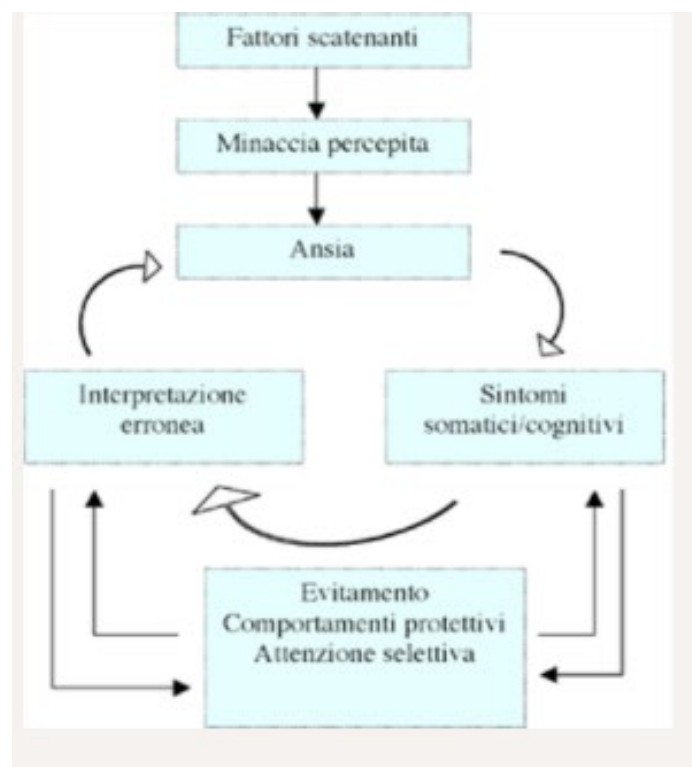 Fattori scatenanti
Minaccia percepita
Ansia
Interpretazione
erronea
Sintomi
somatici/cognitivi
Evitamento
Comportamenti protettivi
Attenzione selettiva